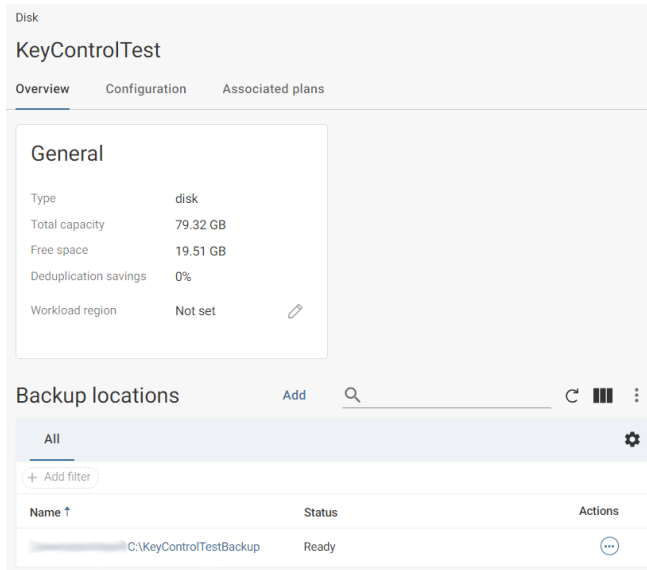 Disk
KeyControlTest
Overview Configuration Associated plans
General
Type disk
Total capacity 79.32 GB
Free space 19.51 GB
Deduplication savings 0%
Workload region Not set
Backup locations Add
All
+ Add filter
Name ↑ Status Actions
C:\KeyControlTestBackup Ready